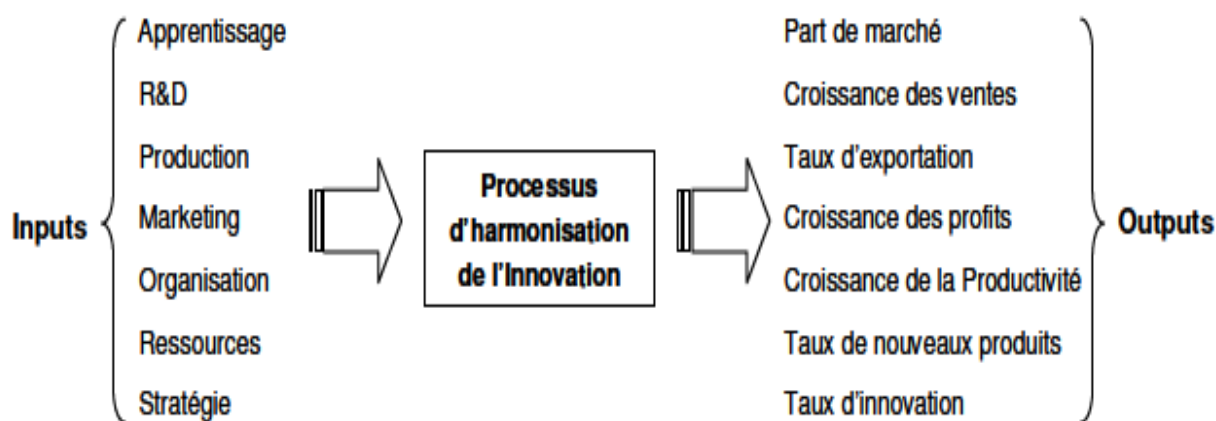 Inputs
Apprentissage
R&D
Production
Marketing
Organisation
Ressources
Stratégie
Processus
d'harmonisation
de l'Innovation
Part de marché
Croissance des ventes
Taux d'exportation
Croissance des profits
Croissance de la Productivité
Taux de nouveaux produits
Taux d'innovation
Outputs